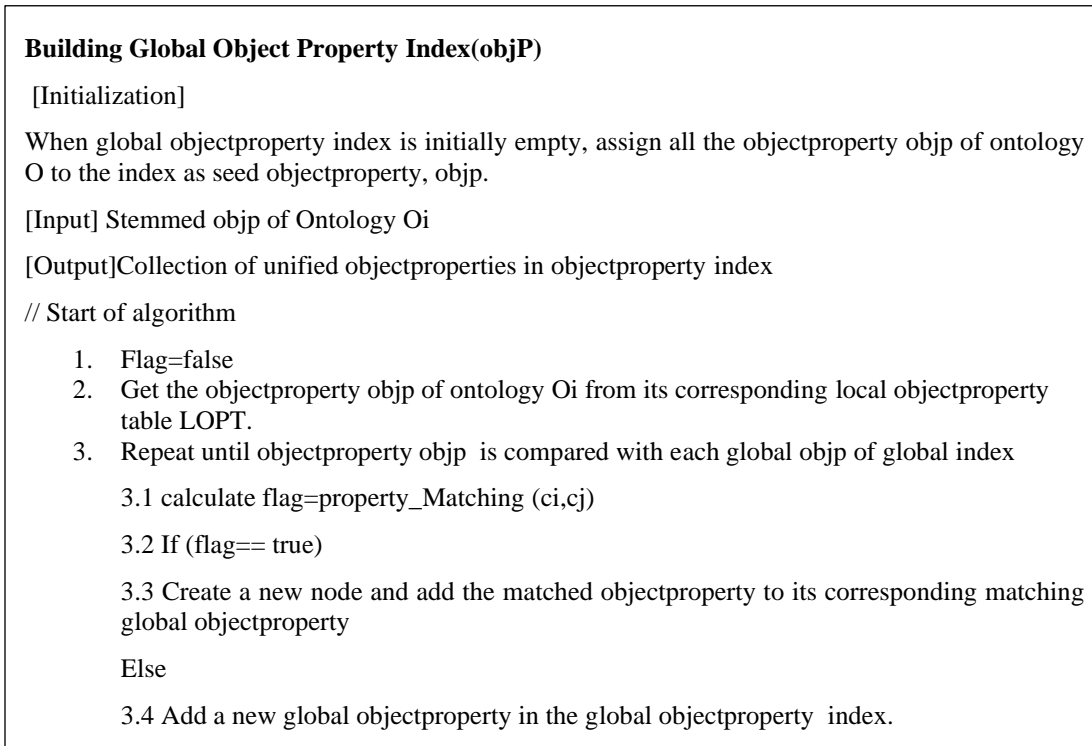 Building Global Object Property Index(objP)
[Initialization]
When global objectproperty index is initially empty, assign all the objectproperty objp of ontology
O to the index as seed objectproperty, objp.
[Input] Stemmed objp of Ontology Oi
[Output]Collection of unified objectproperties in objectproperty index
// Start of algorithm
1. Flag=false
2. Get the objectproperty objp of ontology Oi from its corresponding local objectproperty
table LOPT.
3. Repeat until objectproperty objp is compared with each global objp of global index
3.1 calculate flag=property_Matching (ci,cj)
3.2 If (flag== true)
3.3 Create a new node and add the matched objectproperty to its corresponding matching
global objectproperty
Else
3.4 Add a new global objectproperty in the global objectproperty index.